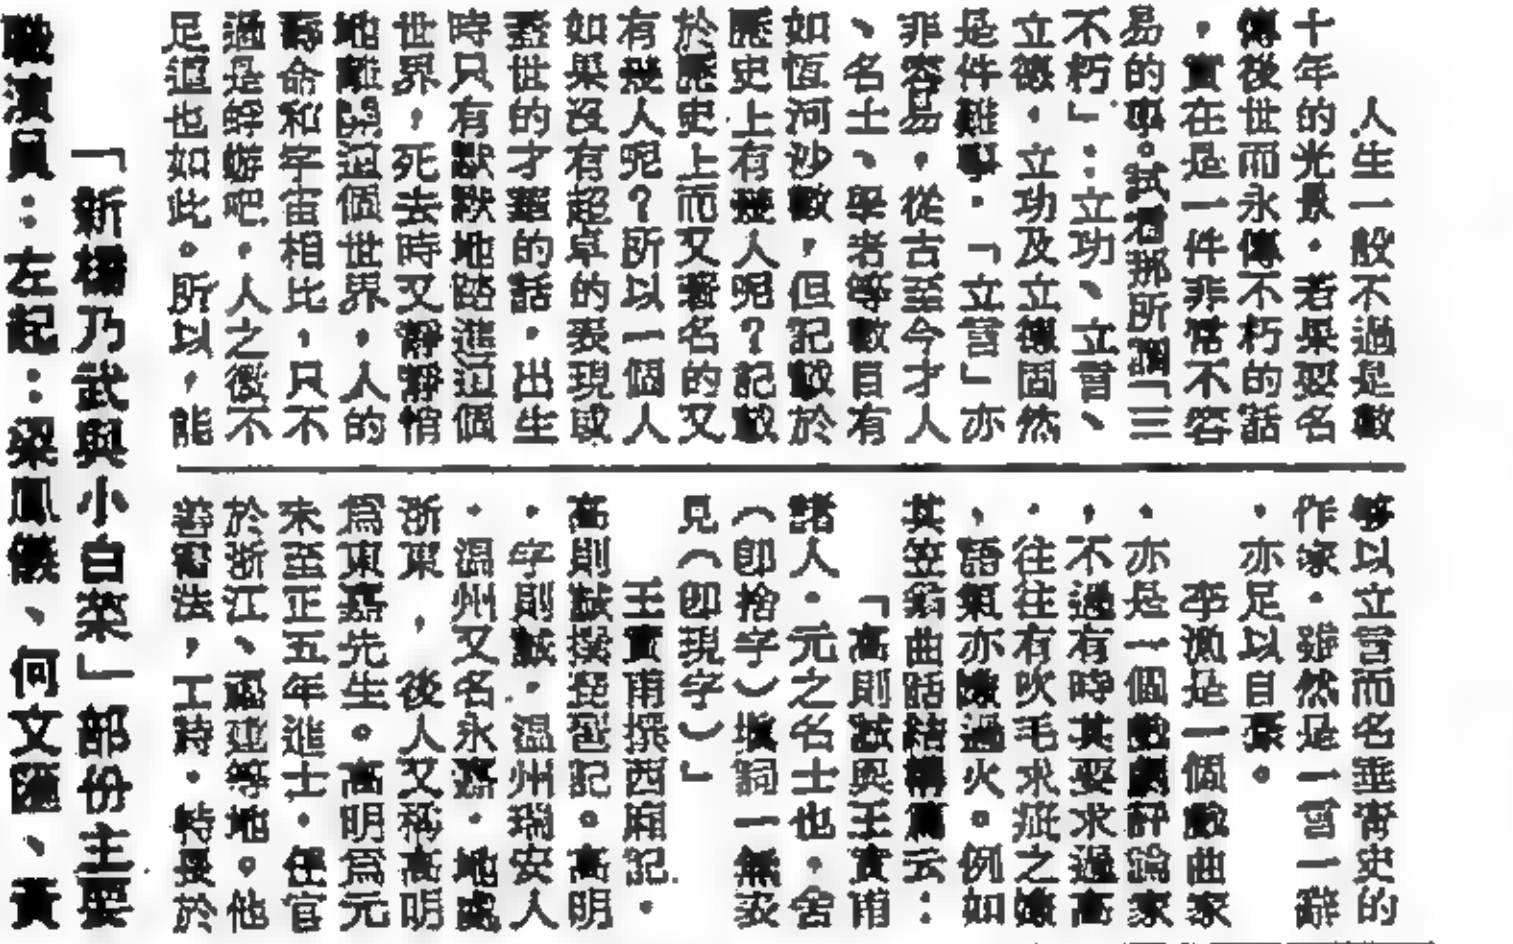 人生一般不過是數
十年的光景。若果要名
傳後世而永傳不朽的話
，實在是一件非常不容
易的事。試看那所謂「三
不朽」：立功、立言、
立德。立功及立德固然
是件難事。「立言」亦
非容易，從古至今才人
、名士、學者等數目有
如恒河沙數，但記載於
歷史上有幾人呢？記載
於歷史上而又著名的又
有幾人呢？所以一個人
如果沒有超卓的表現或
蓋世的才華的話，出生
時只有默默地踏進這個
世界，死去時又靜靜悄
地離開這個世界，人的
壽命和宇宙相比，只不
過是蜉蝣吧，人之微不
足道也如此。所以，能
够以立言而名垂青史的
作家。雖然是一言一辭
，亦足以自豪。
李漁是一個戲曲家
，亦是一個戲劇評論家
，不過有時其要求過高
，往往有吹毛求疵之嫌
，語氣亦嫌過火。例如
其笠翁曲話結構篇云：
「高則誠與王實甫
諸人。元之名士也。舍
（即捨字）填詞一無表
見（即現字）」
王實甫撰西廂記。
高則誠撰琵琶記。高明
，字則誠，溫州瑞安人
。溫州又名永嘉。地處
浙東，後人又稱高明
為東嘉先生。高明為元
末至正五年進士。任官
於浙江、福建等地。他
善書法，工詩。特長於
「新楊乃武與小白菜」部份主要
職演員：左起：梁鳳儀、何文匯、黃